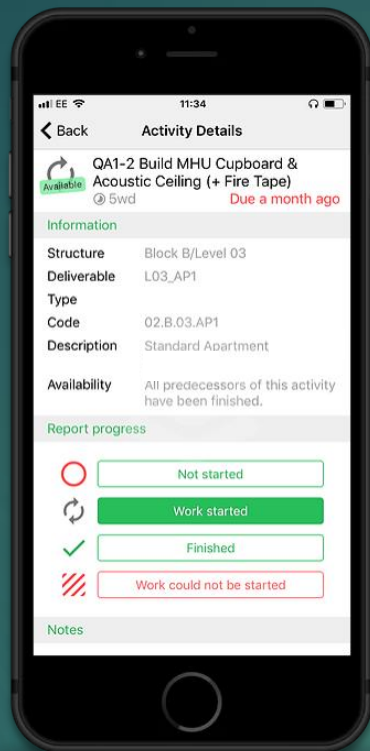 EE 11:34
Back Activity Details
QA1-2 Build MHU Cupboard &
Available Acoustic Ceiling (+ Fire Tape)
5wd Due a month ago
Information
Structure Block B/Level 03
Deliverable L03_AP1
Type
Code 02.B.03.AP1
Description Standard Apartment
Availability All predecessors of this activity
have been finished.
Report progress
Not started
Work started
Finished
Work could not be started
Notes